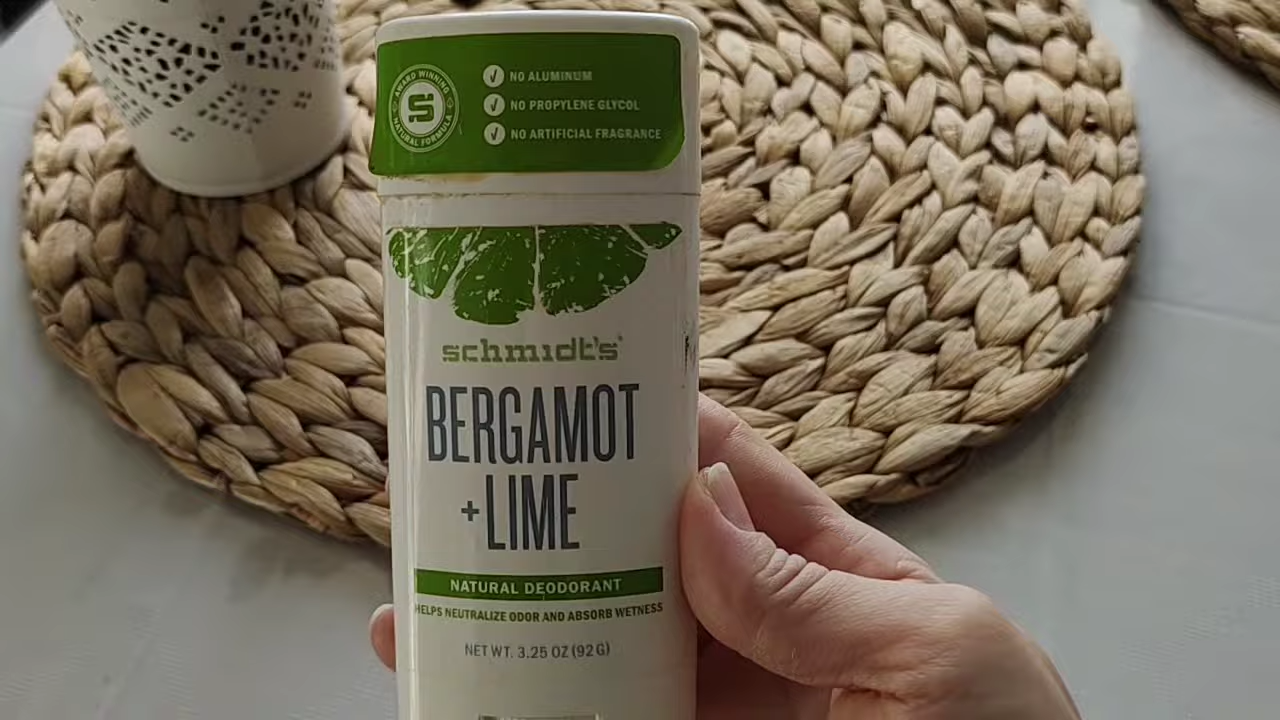 AWARD WINNING
S
NATURAL FORMULA
NO ALUMINUM
NO PROPYLENE GLYCOL
NO ARTIFICIAL FRAGRANCE
schmidt's
BERGAMOT
+LIME
NATURAL DEODORANT
HELPS NEUTRALIZE ODOR AND ABSORB WETNESS
NET WT. 3.25 OZ (92 G)